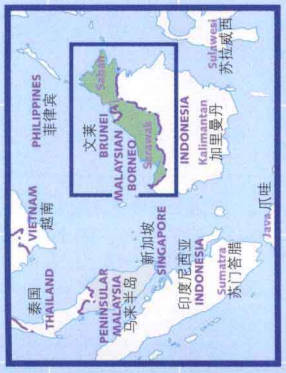 泰国
THAILAND
越南
VIETNAM
菲律宾
PHILIPPINES
PENINSULAR
MALAYSIA
马来半岛
文莱
BRUNEI
MALAYSIAN
BORNEO
Sabah
Sarawak
新加坡
SINGAPORE
印度尼西亚
INDONESIA
Sumatra
苏门答腊
INDONESIA
Kalimantan
加里曼丹
Sulawesi
苏拉威西
Java 爪哇